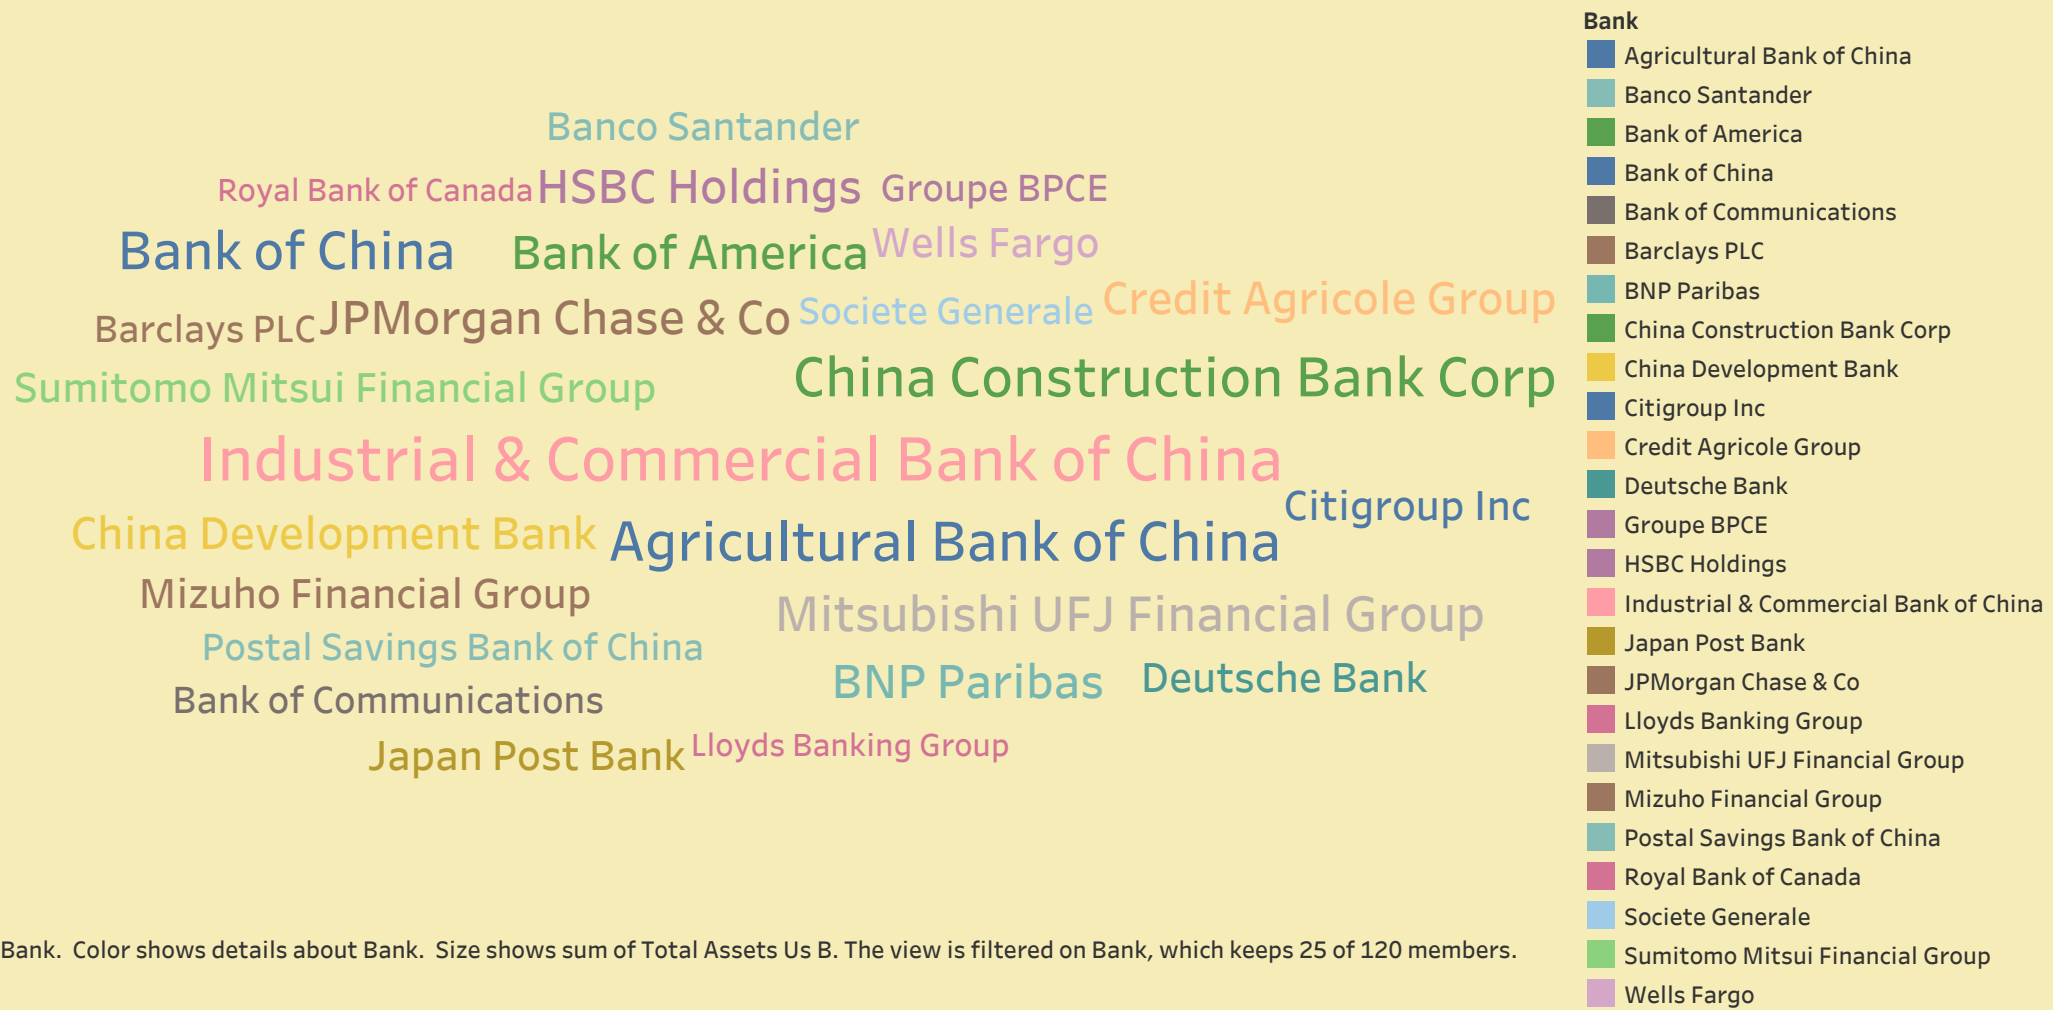 Banco Santander
Royal Bank of Canada
HSBC Holdings
Groupe BPCE
Bank of China
Bank of America
Wells Fargo
Barclays PLC
JPMorgan Chase & Co
Societe Generale
Credit Agricole Group
Sumitomo Mitsui Financial Group
China Construction Bank Corp
Industrial & Commercial Bank of China
Citigroup Inc
China Development Bank
Agricultural Bank of China
Mizuho Financial Group
Mitsubishi UFJ Financial Group
Postal Savings Bank of China
BNP Paribas
Deutsche Bank
Bank of Communications
Japan Post Bank
Lloyds Banking Group
Bank. Color shows details about Bank. Size shows sum of Total Assets Us B. The view is filtered on Bank, which keeps 25 of 120 members.
Bank
Agricultural Bank of China
Banco Santander
Bank of America
Bank of China
Bank of Communications
Barclays PLC
BNP Paribas
China Construction Bank Corp
China Development Bank
Citigroup Inc
Credit Agricole Group
Deutsche Bank
Groupe BPCE
HSBC Holdings
Industrial & Commercial Bank of China
Japan Post Bank
JPMorgan Chase & Co
Lloyds Banking Group
Mitsubishi UFJ Financial Group
Mizuho Financial Group
Postal Savings Bank of China
Royal Bank of Canada
Societe Generale
Sumitomo Mitsui Financial Group
Wells Fargo